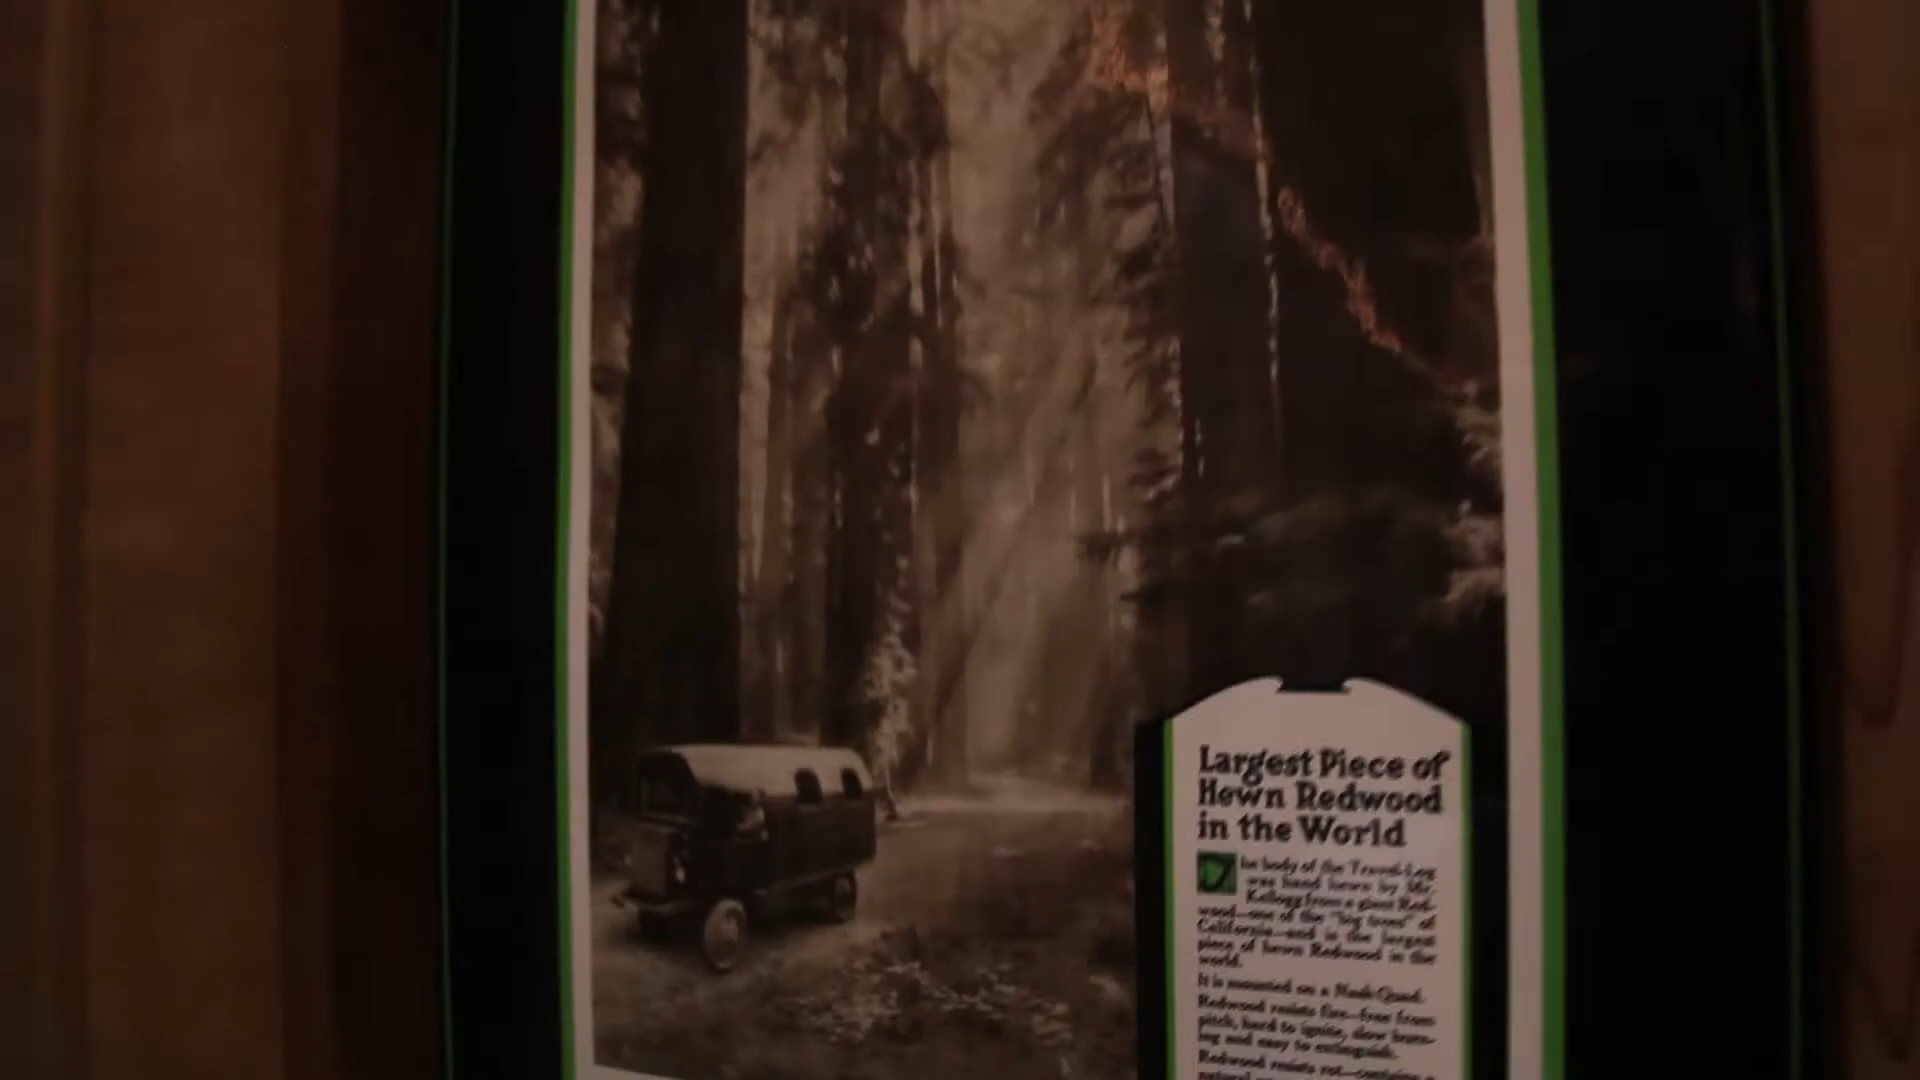 Largest Piece of
Hewn Redwood
in the World
The body of the Travel-Log
was hand hewn by Mr.
Kellogg from a giant Red-
wood—one of the "big trees" of
California—and is the largest
piece of hewn Redwood in the
world.
It is mounted on a Nash Quad.
Redwood resists fire—free from
pitch, hard to ignite, slow burn-
ing and easy to extinguish.
Redwood resists rot—contains a
natural